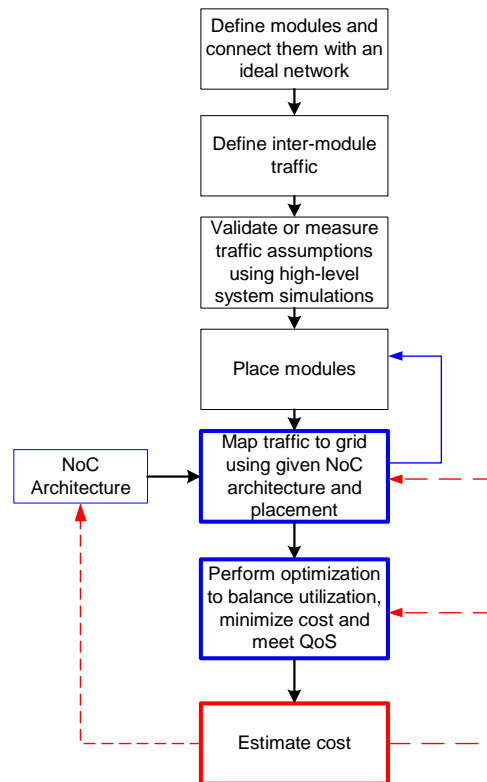 Define modules and
connect them with an
ideal network
Define inter-module
traffic
Validate or measure
traffic assumptions
using high-level
system simulations
Place modules
NoC
Architecture
Map traffic to grid
using given NoC
architecture and
placement
Perform optimization
to balance utilization,
minimize cost and
meet QoS
Estimate cost